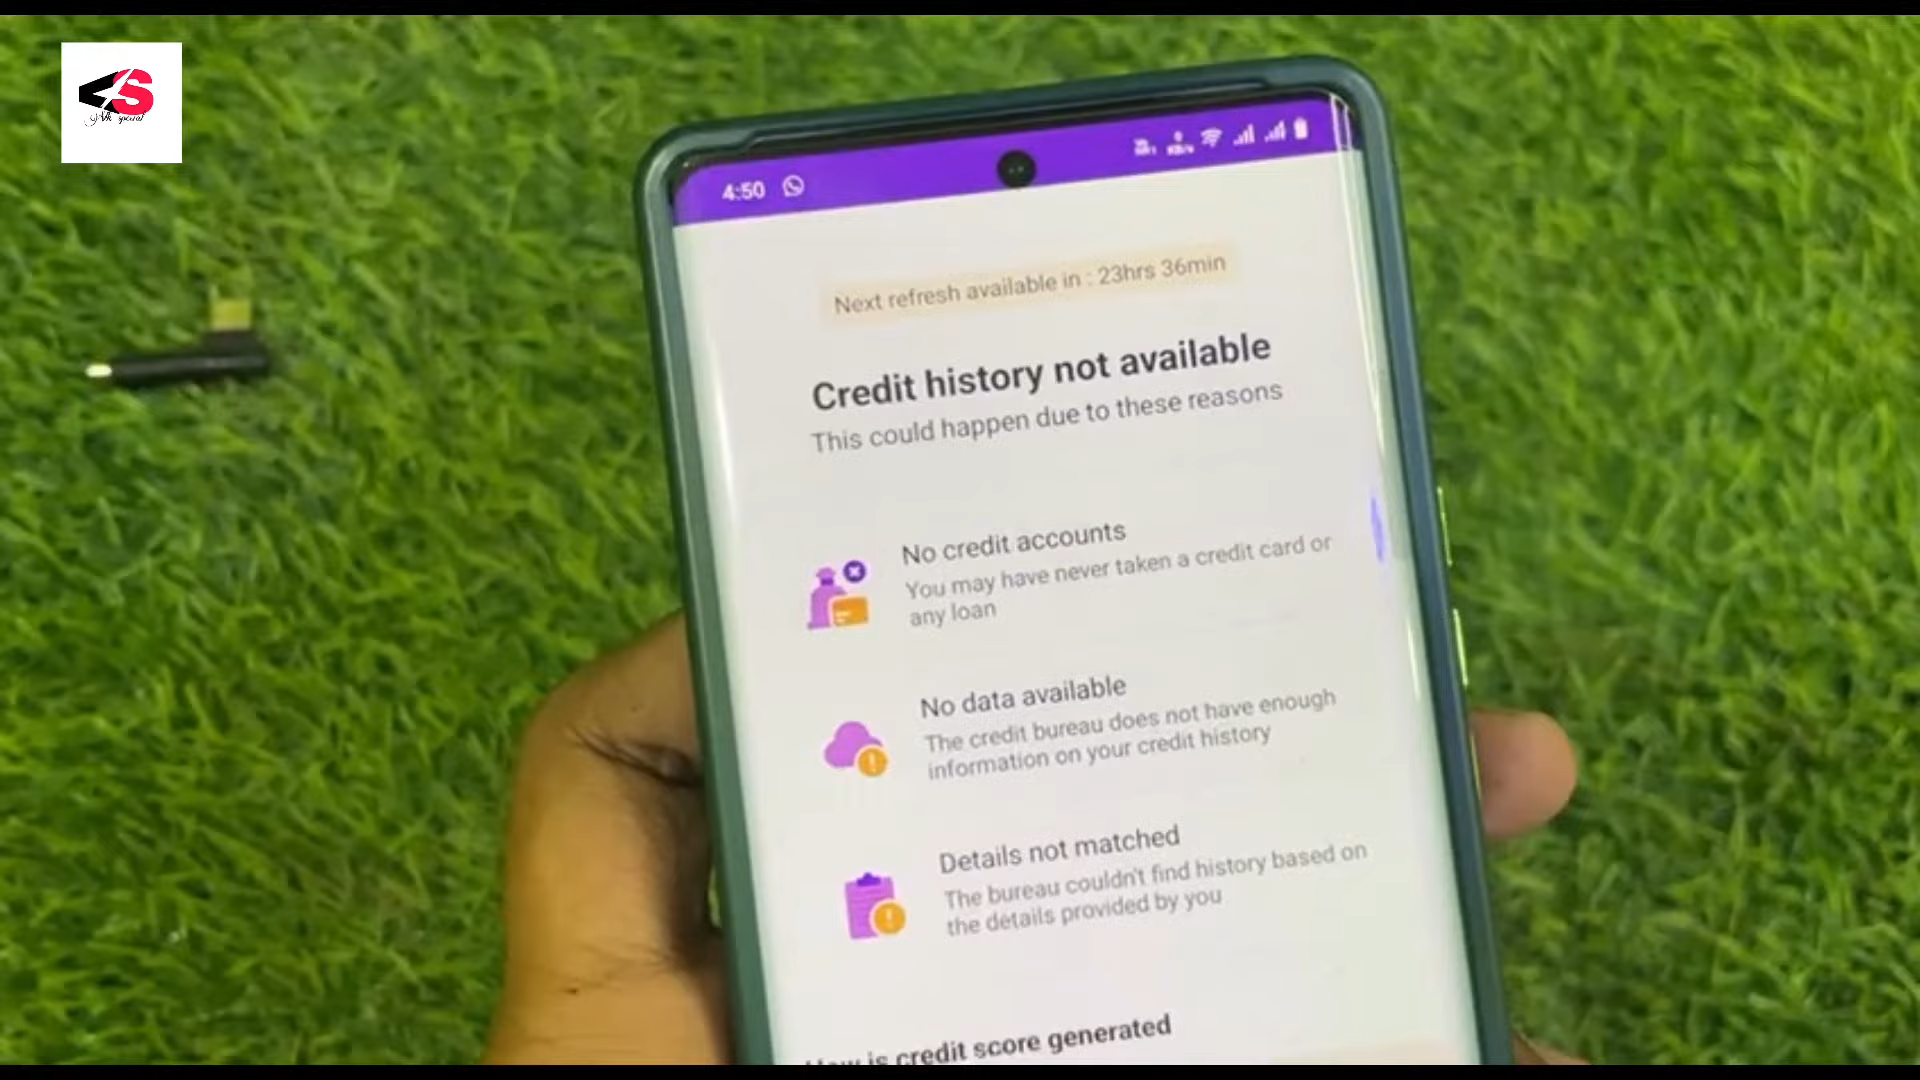 S
4:50
Next refresh available in : 23hrs 36min
Credit history not available
This could happen due to these reasons
No credit accounts
You may have never taken a credit card or
any loan
No data available
The credit bureau does not have enough
information on your credit history
Details not matched
The bureau couldn't find history based on
the details provided by you
is credit score generated